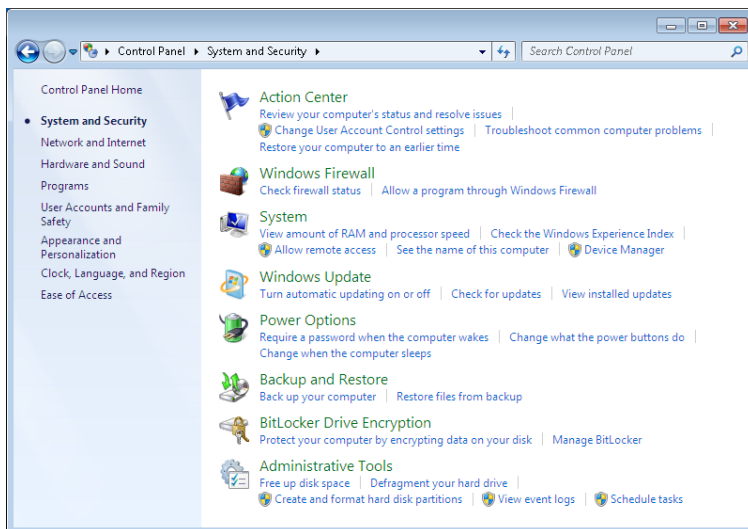 Control Panel System and Security Search Control Panel
Control Panel Home
System and Security
Network and Internet
Hardware and Sound
Programs
User Accounts and Family
Safety
Appearance and
Personalization
Clock, Language, and Region
Ease of Access
Action Center
Review your computer's status and resolve issues
Change User Account Control settings Troubleshoot common computer problems
Restore your computer to an earlier time
Windows Firewall
Check firewall status Allow a program through Windows Firewall
System
View amount of RAM and processor speed Check the Windows Experience Index
Allow remote access See the name of this computer Device Manager
Windows Update
Turn automatic updating on or off Check for updates View installed updates
Power Options
Require a password when the computer wakes Change what the power buttons do
Change when the computer sleeps
Backup and Restore
Back up your computer Restore files from backup
BitLocker Drive Encryption
Protect your computer by encrypting data on your disk Manage BitLocker
Administrative Tools
Free up disk space Defragment your hard drive
Create and format hard disk partitions View event logs Schedule tasks